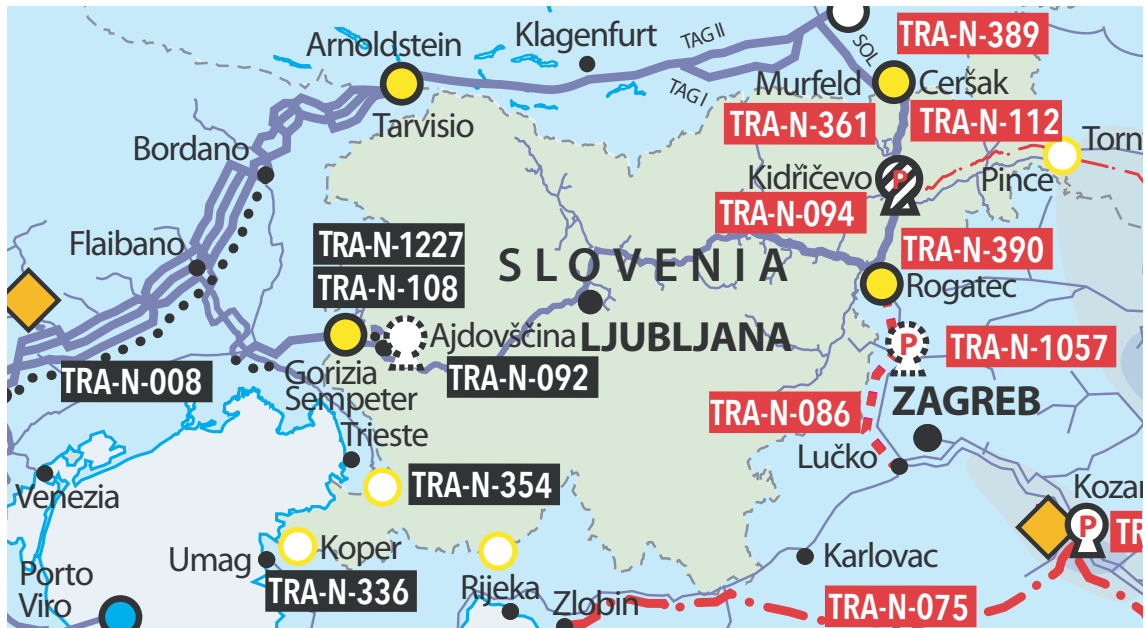 TRA-N-389
Arnoldstein
Klagenfurt
TAG II
SOL
TAG I
Murfeld
Ceršak
Tarvisio
TRA-N-361
TRA-N-112
Torn
Bordano
Kidřičevo
P
Pince
TRA-N-094
Flaibano
TRA-N-1227
TRA-N-390
SLOVENIA
TRA-N-108
Rogatec
Ajdovščina
LJUBLJANA
P
TRA-N-1057
TRA-N-008
Gorizia
TRA-N-092
Sempeter
TRA-N-086
ZAGREB
Trieste
Lučko
TRA-N-354
Venezia
Kozar
P
TR
Umag
Koper
Karlovac
Porto
Viro
TRA-N-336
Rijeka
Zlobin
TRA-N-075